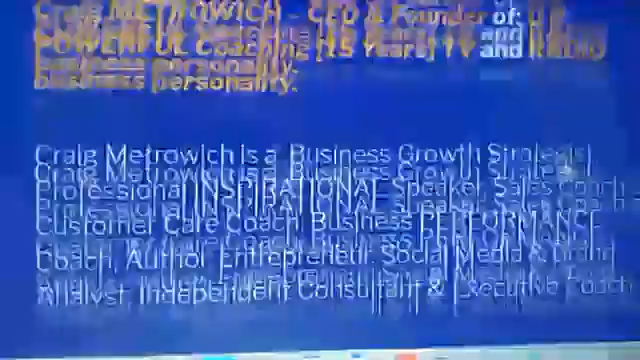 Craig METROWICH - CEO & Founder of:
POWERFUL Coaching [15 Years] TV and Radio
business personality.
Craig Metrowich is a Business Growth Strategist
Professional INSPIRATIONAL Speaker, Sales Coach
Customer Care Coach, Business PERFORMANCE
Coach, Author, Entrepreneur, Social Media & Brand
Analyst, Independent Consultant & Executive Coach